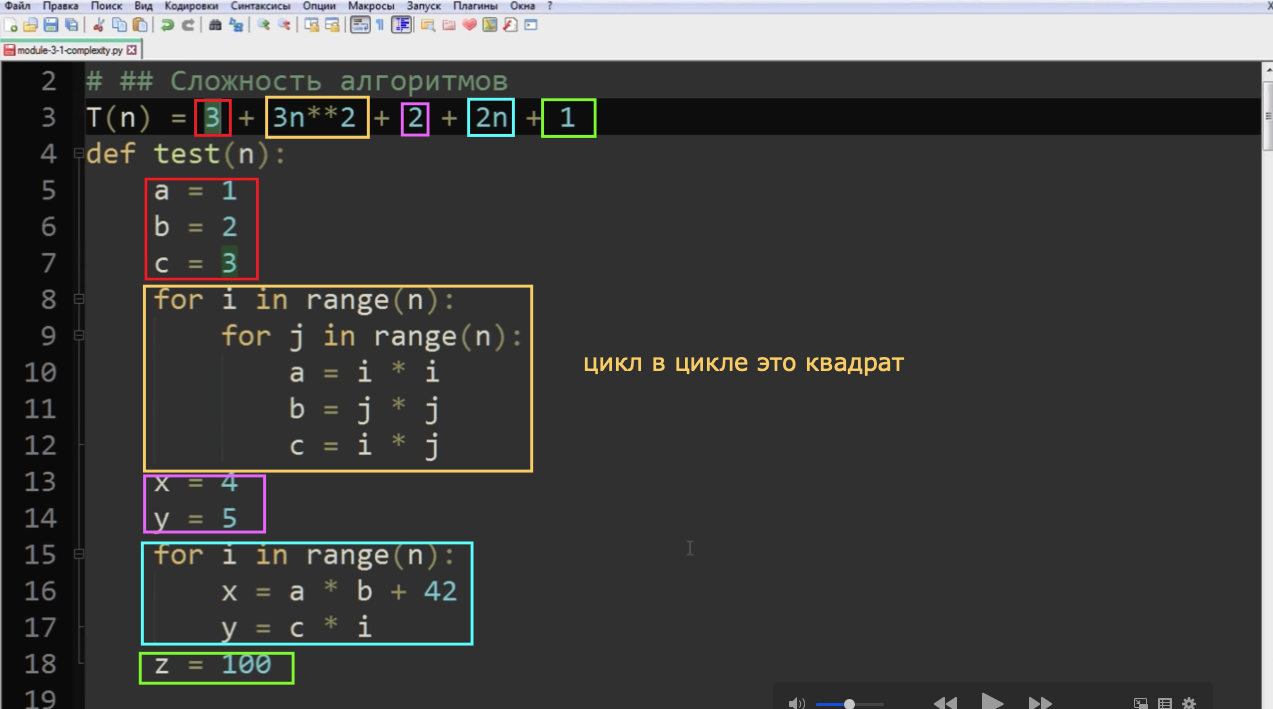 Файл Правка Поиск Вид Кодировки Синтаксисы Опции Макросы Запуск Плагины Окна ? X
module-3-1-complexity.py
2 # ## Сложность алгоритмов
3 T(n) = 3 + 3n**2 + 2 + 2n + 1
4 def test(n):
5 a = 1
6 b = 2
7 c = 3
8 for i in range(n):
9 for j in range(n):
цикл в цикле это квадрат
10 a = i * i
11 b = j * j
12 c = i * j
13 x = 4
14 y = 5
15 for i in range(n):
16 x = a * b + 42
17 y = c * i
18 z = 100
19